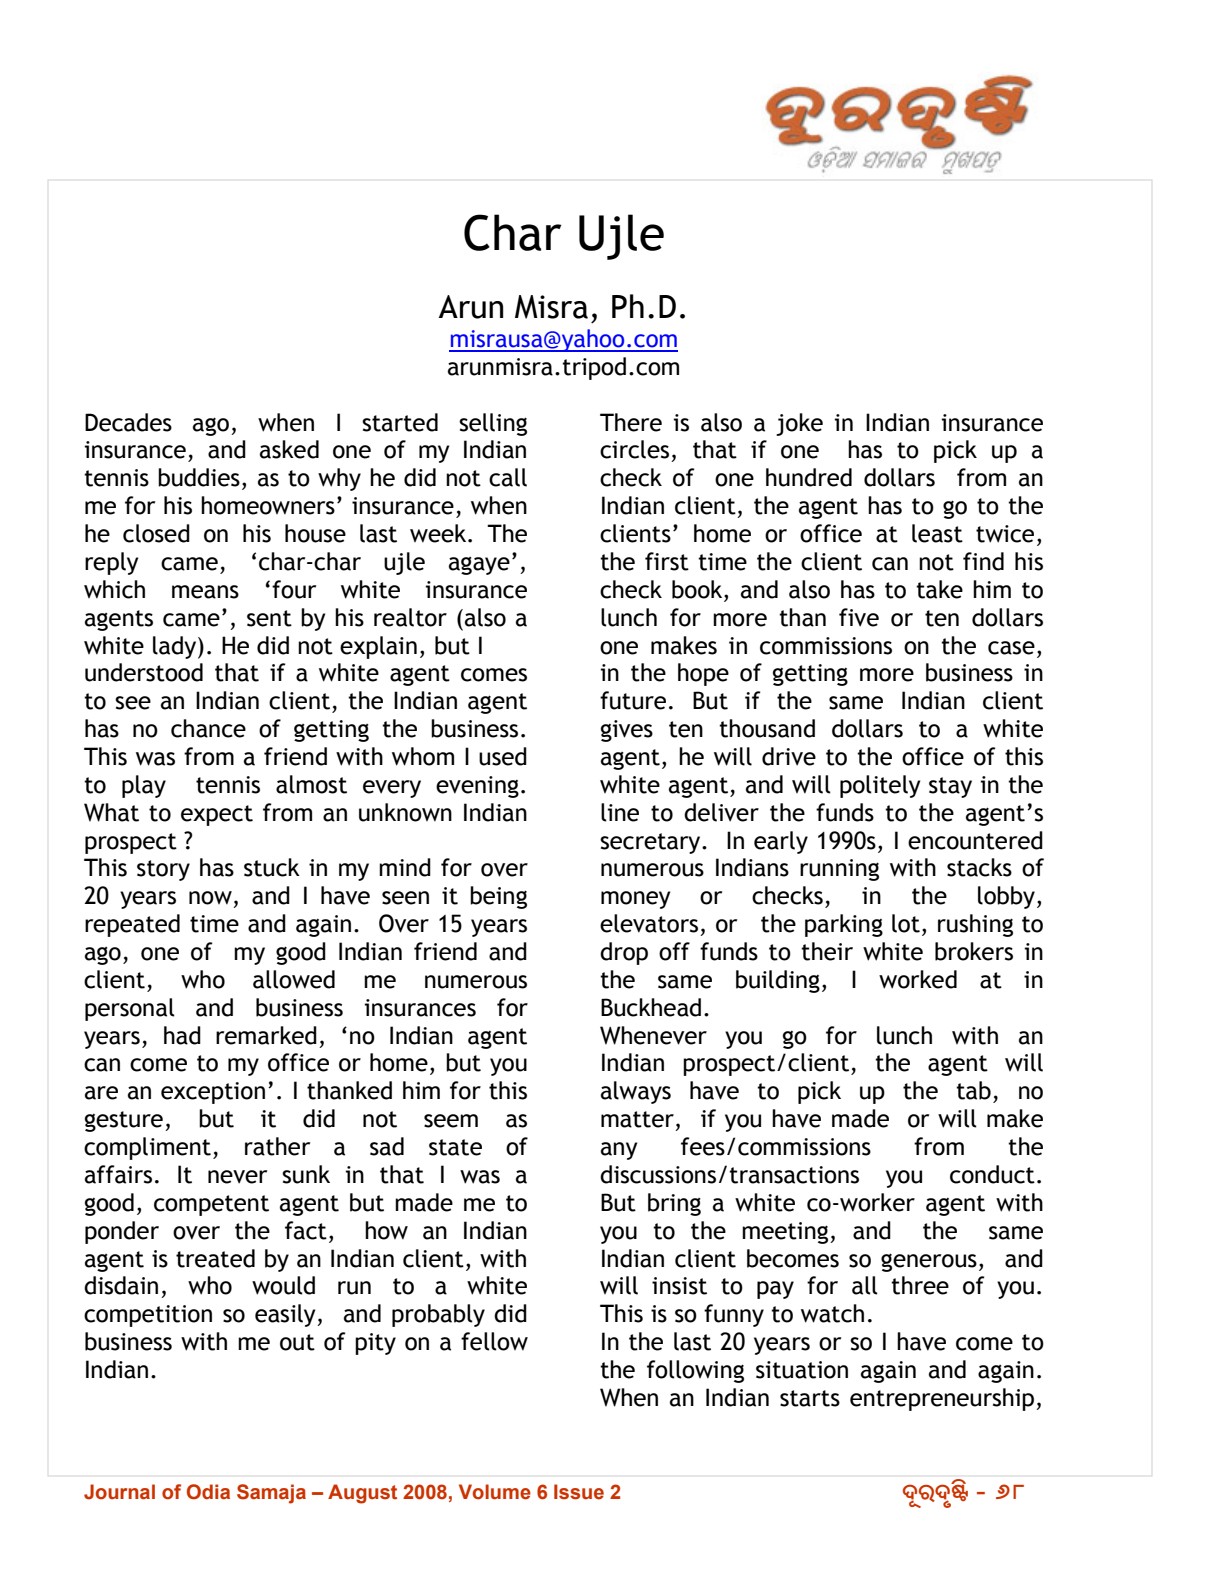 ଦୂରଦୃଷ୍ଟି
ଓଡ଼ିଆ ସମାଜର ମୁଖପତ୍ର
Char Ujle
Arun Misra, Ph.D.
misrausa@yahoo.com
arunmisra.tripod.com
Decades ago, when I started selling
insurance, and asked one of my Indian
tennis buddies, as to why he did not call
me for his homeowners’ insurance, when
he closed on his house last week. The
reply came, ‘char-char ujle agaye’,
which means ‘four white insurance
agents came’, sent by his realtor (also a
white lady). He did not explain, but I
understood that if a white agent comes
to see an Indian client, the Indian agent
has no chance of getting the business.
This was from a friend with whom I used
to play tennis almost every evening.
What to expect from an unknown Indian
prospect ?
This story has stuck in my mind for over
20 years now, and I have seen it being
repeated time and again. Over 15 years
ago, one of my good Indian friend and
client, who allowed me numerous
personal and business insurances for
years, had remarked, ‘no Indian agent
can come to my office or home, but you
are an exception’. I thanked him for this
gesture, but it did not seem as
compliment, rather a sad state of
affairs. It never sunk in that I was a
good, competent agent but made me to
ponder over the fact, how an Indian
agent is treated by an Indian client, with
disdain, who would run to a white
competition so easily, and probably did
business with me out of pity on a fellow
Indian.
There is also a joke in Indian insurance
circles, that if one has to pick up a
check of one hundred dollars from an
Indian client, the agent has to go to the
clients’ home or office at least twice,
the first time the client can not find his
check book, and also has to take him to
lunch for more than five or ten dollars
one makes in commissions on the case,
in the hope of getting more business in
future. But if the same Indian client
gives ten thousand dollars to a white
agent, he will drive to the office of this
white agent, and will politely stay in the
line to deliver the funds to the agent’s
secretary. In early 1990s, I encountered
numerous Indians running with stacks of
money or checks, in the lobby,
elevators, or the parking lot, rushing to
drop off funds to their white brokers in
the same building, I worked at in
Buckhead.
Whenever you go for lunch with an
Indian prospect/client, the agent will
always have to pick up the tab, no
matter, if you have made or will make
any fees/commissions from the
discussions/transactions you conduct.
But bring a white co-worker agent with
you to the meeting, and the same
Indian client becomes so generous, and
will insist to pay for all three of you.
This is so funny to watch.
In the last 20 years or so I have come to
the following situation again and again.
When an Indian starts entrepreneurship,
Journal of Odia Samaja – August 2008, Volume 6 Issue 2
ଦୂରଦୃଷ୍ଟି - ୬୮